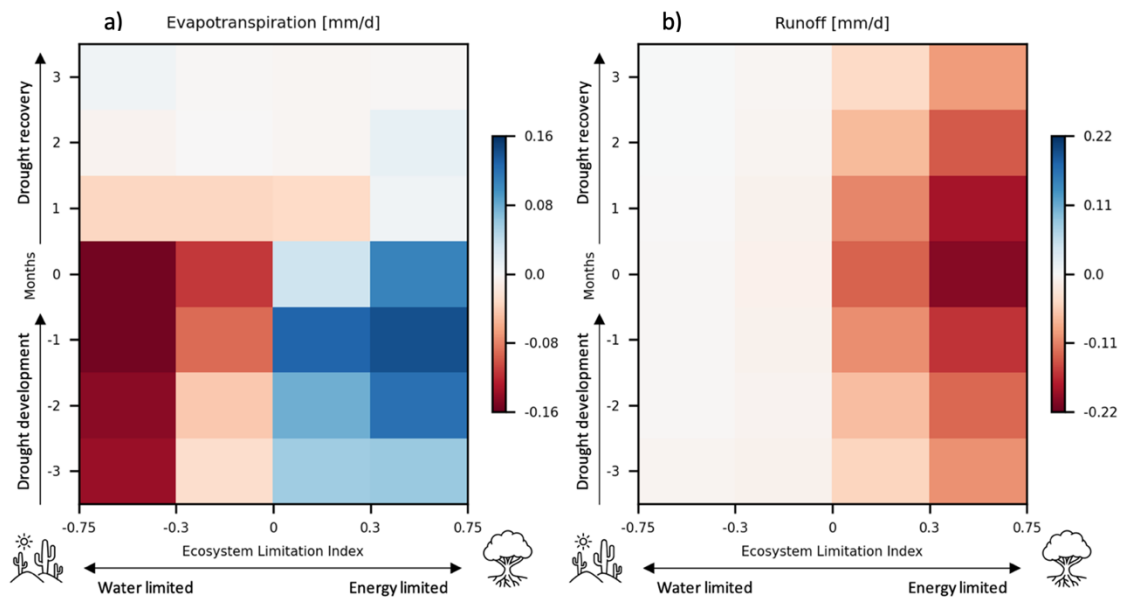 a) Evapotranspiration [mm/d]
3
2
1
0
-1
-2
-3
Drought recovery
Months
Drought development
-0.75 -0.3 0 0.3 0.75
Ecosystem Limitation Index
Water limited Energy limited
0.16
0.08
0.0
-0.08
-0.16
b) Runoff [mm/d]
3
2
1
0
-1
-2
-3
Drought recovery
Months
Drought development
-0.75 -0.3 0 0.3 0.75
Ecosystem Limitation Index
Water limited Energy limited
0.22
0.11
-0.0
-0.11
-0.22